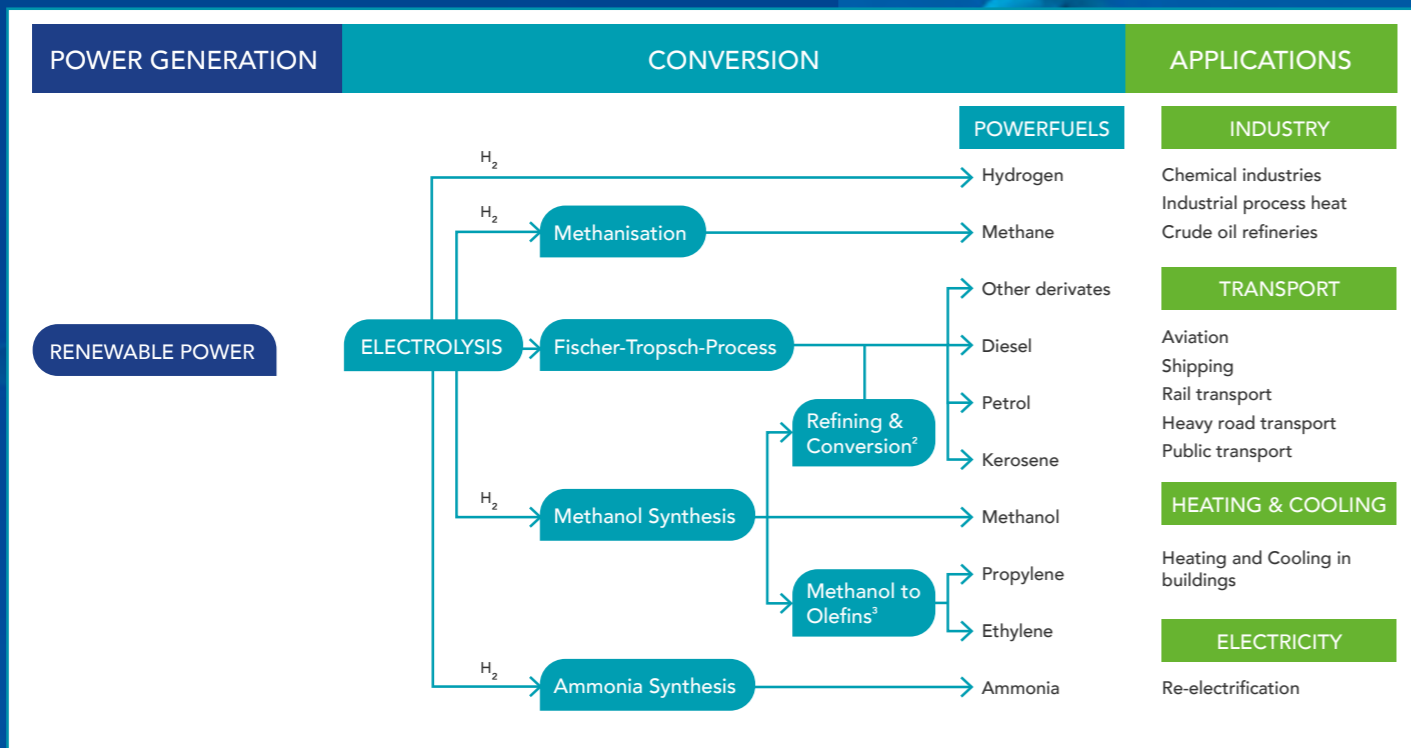 POWER GENERATION
CONVERSION
APPLICATIONS
POWERFUELS
INDUSTRY
H₂
Hydrogen
Chemical industries
Industrial process heat
H₂
Methanisation
Methane
Crude oil refineries
Other derivates
TRANSPORT
RENEWABLE POWER
ELECTROLYSIS
Fischer-Tropsch-Process
Diesel
Aviation
Shipping
Rail transport
Heavy road transport
Public transport
Petrol
Refining &
Conversion²
Kerosene
H₂
Methanol Synthesis
Methanol
HEATING & COOLING
Heating and Cooling in
buildings
Propylene
Methanol to
Olefins³
Ethylene
ELECTRICITY
H₂
Ammonia Synthesis
Ammonia
Re-electrification